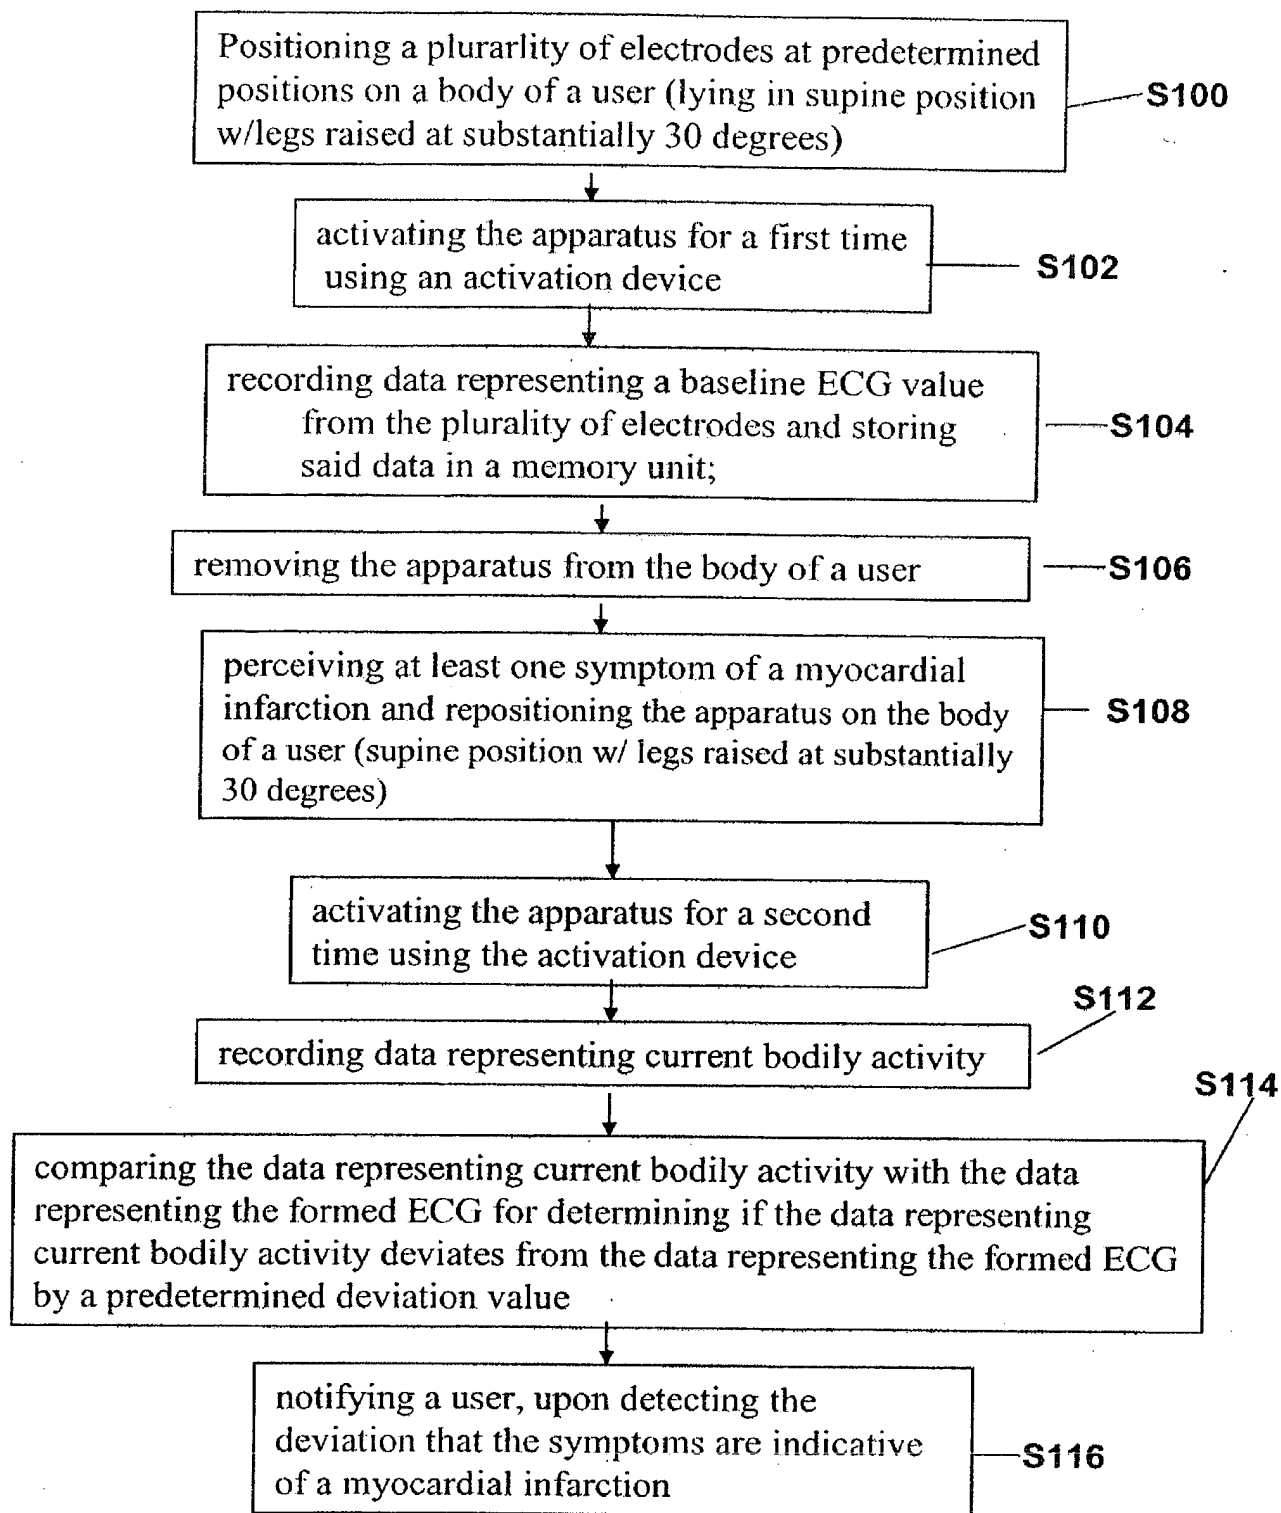 Positioning a plurarlity of electrodes at predetermined
positions on a body of a user (lying in supine position
w/legs raised at substantially 30 degrees)
S100
activating the apparatus for a first time
using an activation device
S102
recording data representing a baseline ECG value
from the plurality of electrodes and storing
said data in a memory unit;
S104
removing the apparatus from the body of a user
S106
perceiving at least one symptom of a myocardial
infarction and repositioning the apparatus on the body
of a user (supine position w/ legs raised at substantially
30 degrees)
S108
activating the apparatus for a second
time using the activation device
S110
S112
recording data representing current bodily activity
S114
comparing the data representing current bodily activity with the data
representing the formed ECG for determining if the data representing
current bodily activity deviates from the data representing the formed ECG
by a predetermined deviation value
notifying a user, upon detecting the
deviation that the symptoms are indicative
of a myocardial infarction
S116